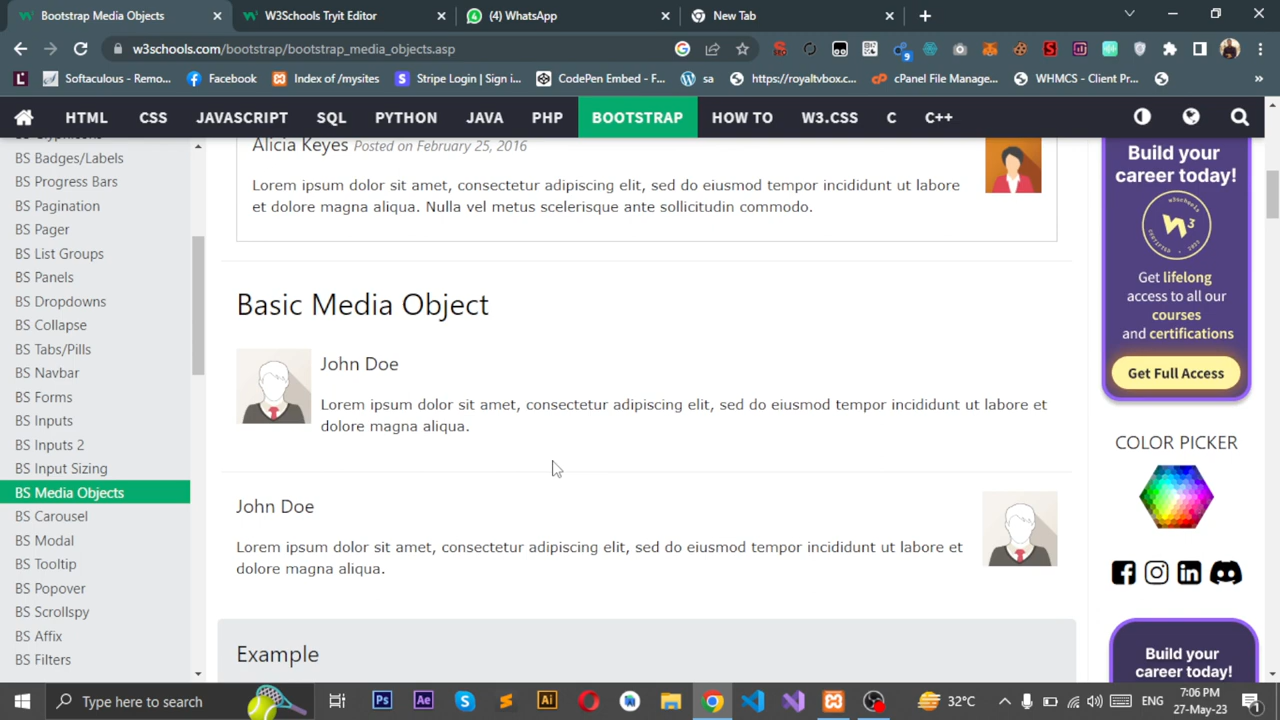 Bootstrap Media Objects
W3Schools Tryit Editor
(4) WhatsApp
New Tab
w3schools.com/bootstrap/bootstrap_media_objects.asp
9
L
Softaculous - Remo...
Facebook
Index of /mysites
Stripe Login | Sign i...
CodePen Embed - F...
sa
https://royaltvbox.c...
cPanel File Manage...
WHMCS - Client P...
»
HTML
CSS
JAVASCRIPT
SQL
PYTHON
JAVA
PHP
BOOTSTRAP
HOW TO
W3.CSS
C
C++
BS Badges/Labels
BS Progress Bars
BS Pagination
BS Pager
BS List Groups
BS Panels
BS Dropdowns
BS Collapse
BS Tabs/Pills
BS Navbar
BS Forms
BS Inputs
BS Inputs 2
BS Input Sizing
BS Media Objects
BS Carousel
BS Modal
BS Tooltip
BS Popover
BS Scrollspy
BS Affix
BS Filters
Alicia Keyes Posted on February 25, 2016
Lorem ipsum dolor sit amet, consectetur adipiscing elit, sed do eiusmod tempor incididunt ut labore
et dolore magna aliqua. Nulla vel metus scelerisque ante sollicitudin commodo.
Basic Media Object
John Doe
Lorem ipsum dolor sit amet, consectetur adipiscing elit, sed do eiusmod tempor incididunt ut labore et
dolore magna aliqua.
John Doe
Lorem ipsum dolor sit amet, consectetur adipiscing elit, sed do eiusmod tempor incididunt ut labore et
dolore magna aliqua.
Example
Build your
career today!
Get lifelong
access to all our
courses
and certifications
Get Full Access
COLOR PICKER
Build your
career today!
Type here to search
Ps
Ae
Ai
32°C
ENG
7:06 PM
27-May-23